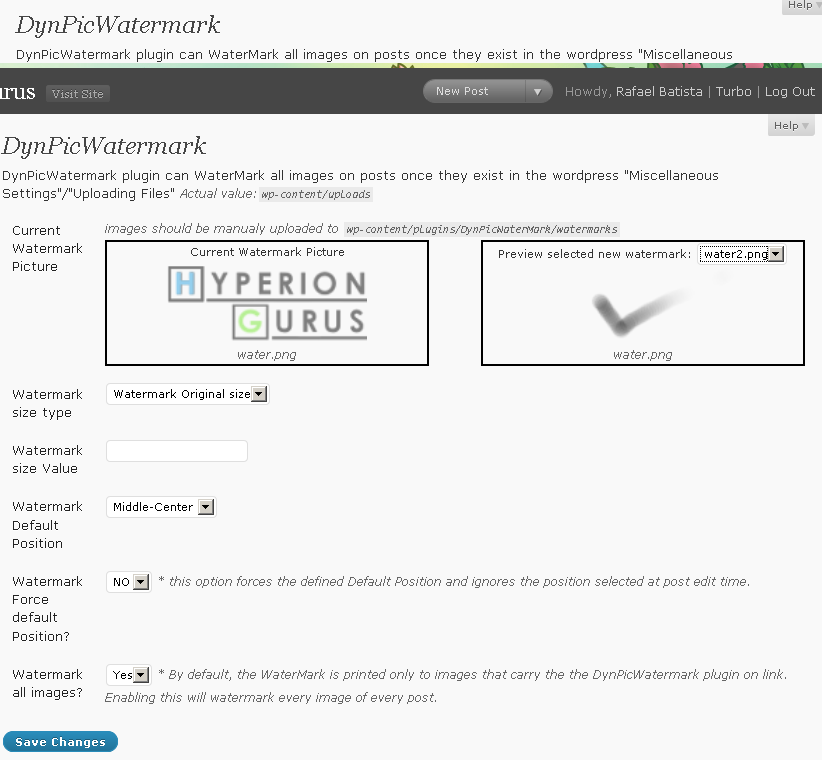 Help
DynPicWatermark
DynPicWatermark plugin can WaterMark all images on posts once they exist in the wordpress "Miscellaneous
urus Visit Site New Post Howdy, Rafael Batista | Turbo | Log Out
Help
DynPicWatermark
DynPicWatermark plugin can WaterMark all images on posts once they exist in the wordpress "Miscellaneous
Settings"/"Uploading Files" Actual value: wp-content/uploads
Current
Watermark
Picture
images should be manualy uploaded to wp-content/plugins/DynPicWaterMark/watermarks
Current Watermark Picture
HYPERION
GURUS
water.png
Preview selected new watermark: water2.png
water.png
Watermark
size type
Watermark Original size
Watermark
size Value
Watermark
Default
Position
Middle-Center
Watermark
Force
default
Position?
NO * this option forces the defined Default Position and ignores the position selected at post edit time.
Watermark
all images?
Yes * By default, the WaterMark is printed only to images that carry the the DynPicWatermark plugin on link.
Enabling this will watermark every image of every post.
Save Changes